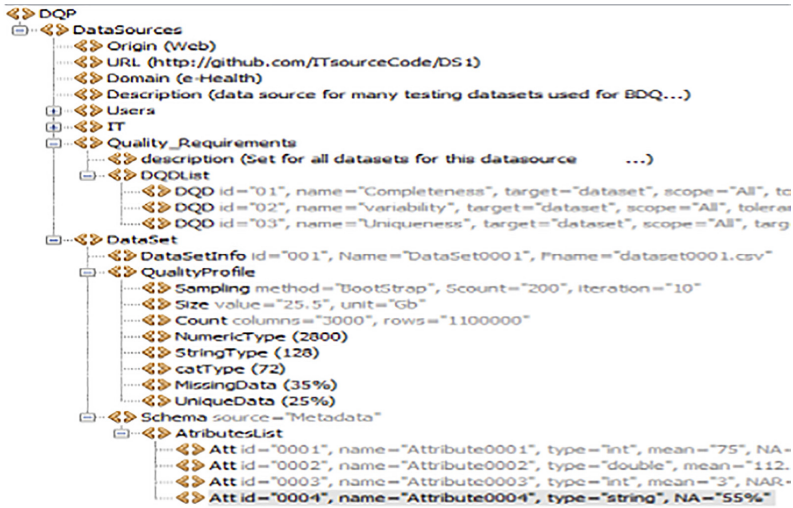 DQP
DataSources
Origin (Web)
URL (http://github.com/ITsourceCode/DS1)
Domain (e-Health)
Description (data source for many testing datasets used for BDQ...)
Users
IT
Quality_Requirements
description (Set for all datasets for this datasource ...)
DQDList
DQD id="01", name="Completeness", target="dataset", scope="All", to
DQD id="02", name="variability", target="dataset", scope="All", toleran
DQD id="03", name="Uniqueness", target="dataset", scope="All", targ
DataSet
DataSetInfo id="001", Name="DataSet0001", Fname="dataset0001.csv"
QualityProfile
Sampling method="BootStrap", Scount="200", iteration="10"
Size value="25.5", unit="Gb"
Count columns="3000", rows="1100000"
NumericType (2800)
StringType (128)
catType (72)
MissingData (35%)
UniqueData (25%)
Schema source="Metadata"
AtributesList
Att id="0001", name="Attribute0001", type="int", mean="75", NA=
Att id="0002", name="Attribute0002", type="double", mean="112.
Att id="0003", name="Attribute0003", type="int", mean="3", NAR=
Att id="0004", name="Attribute0004", type="string", NA="55%"